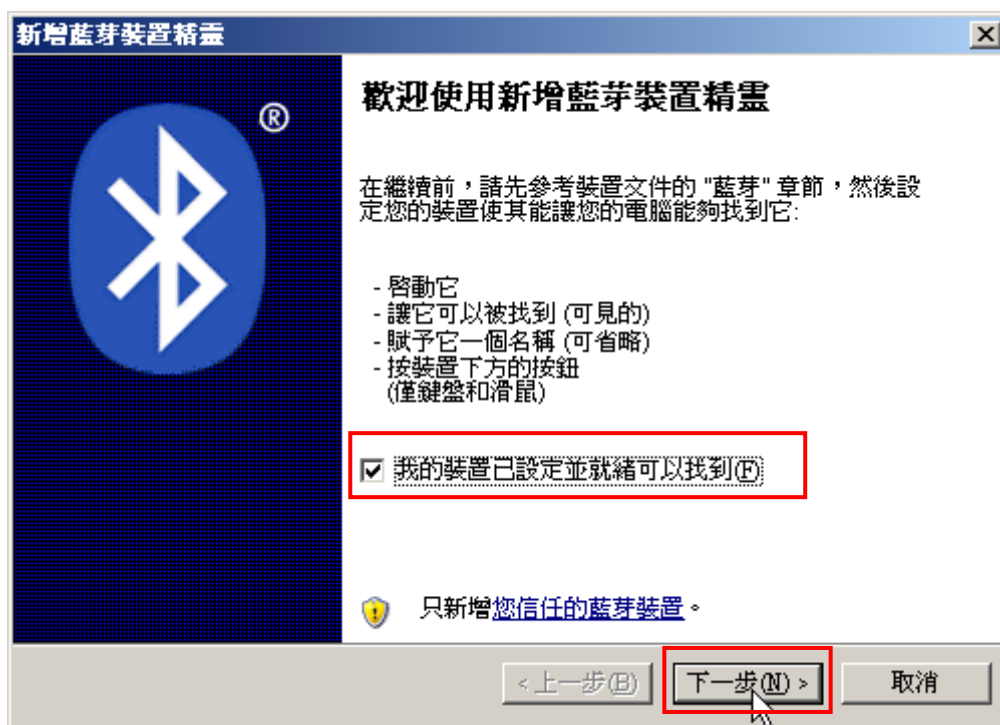 新增藍芽裝置精靈
®
歡迎使用新增藍芽裝置精靈
在繼續前，請先參考裝置文件的 "藍芽" 章節，然後設
定您的裝置使其能讓您的電腦能夠找到它:
- 啓動它
- 讓它可以被找到 (可見的)
- 賦予它一個名稱 (可省略)
- 按裝置下方的按鈕
(僅鍵盤和滑鼠)
我的裝置已設定並就緒可以找到(F)
只新增您信任的藍芽裝置。
< 上一步(B) 下一步(N) > 取消